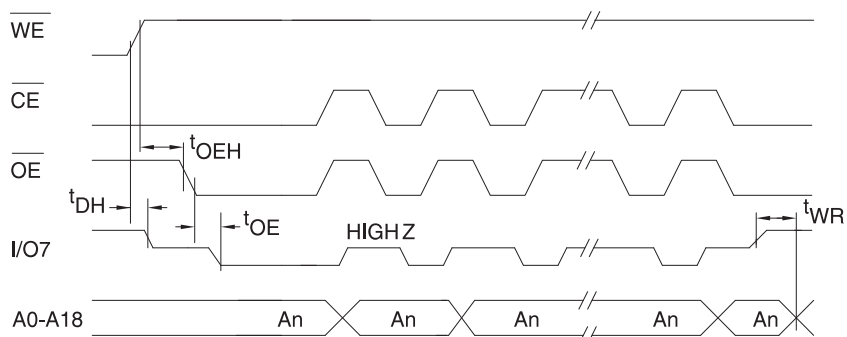 WE
CE
tOEH
OE
tDH
tOE
tWR
HIGH Z
I/O7
A0-A18 An An An An An